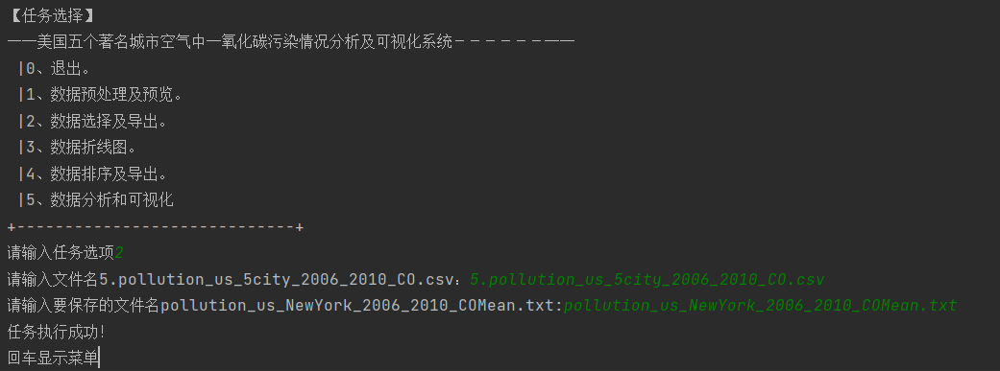 【任务选择】
——美国五个著名城市空气中一氧化碳污染情况分析及可视化系统------——
|0、退出。
|1、数据预处理及预览。
|2、数据选择及导出。
|3、数据折线图。
|4、数据排序及导出。
|5、数据分析和可视化
+-----------------------------+
请输入任务选项2
请输入文件名5.pollution_us_5city_2006_2010_CO.csv：5.pollution_us_5city_2006_2010_CO.csv
请输入要保存的文件名pollution_us_NewYork_2006_2010_COMean.txt:pollution_us_NewYork_2006_2010_COMean.txt
任务执行成功!
回车显示菜单